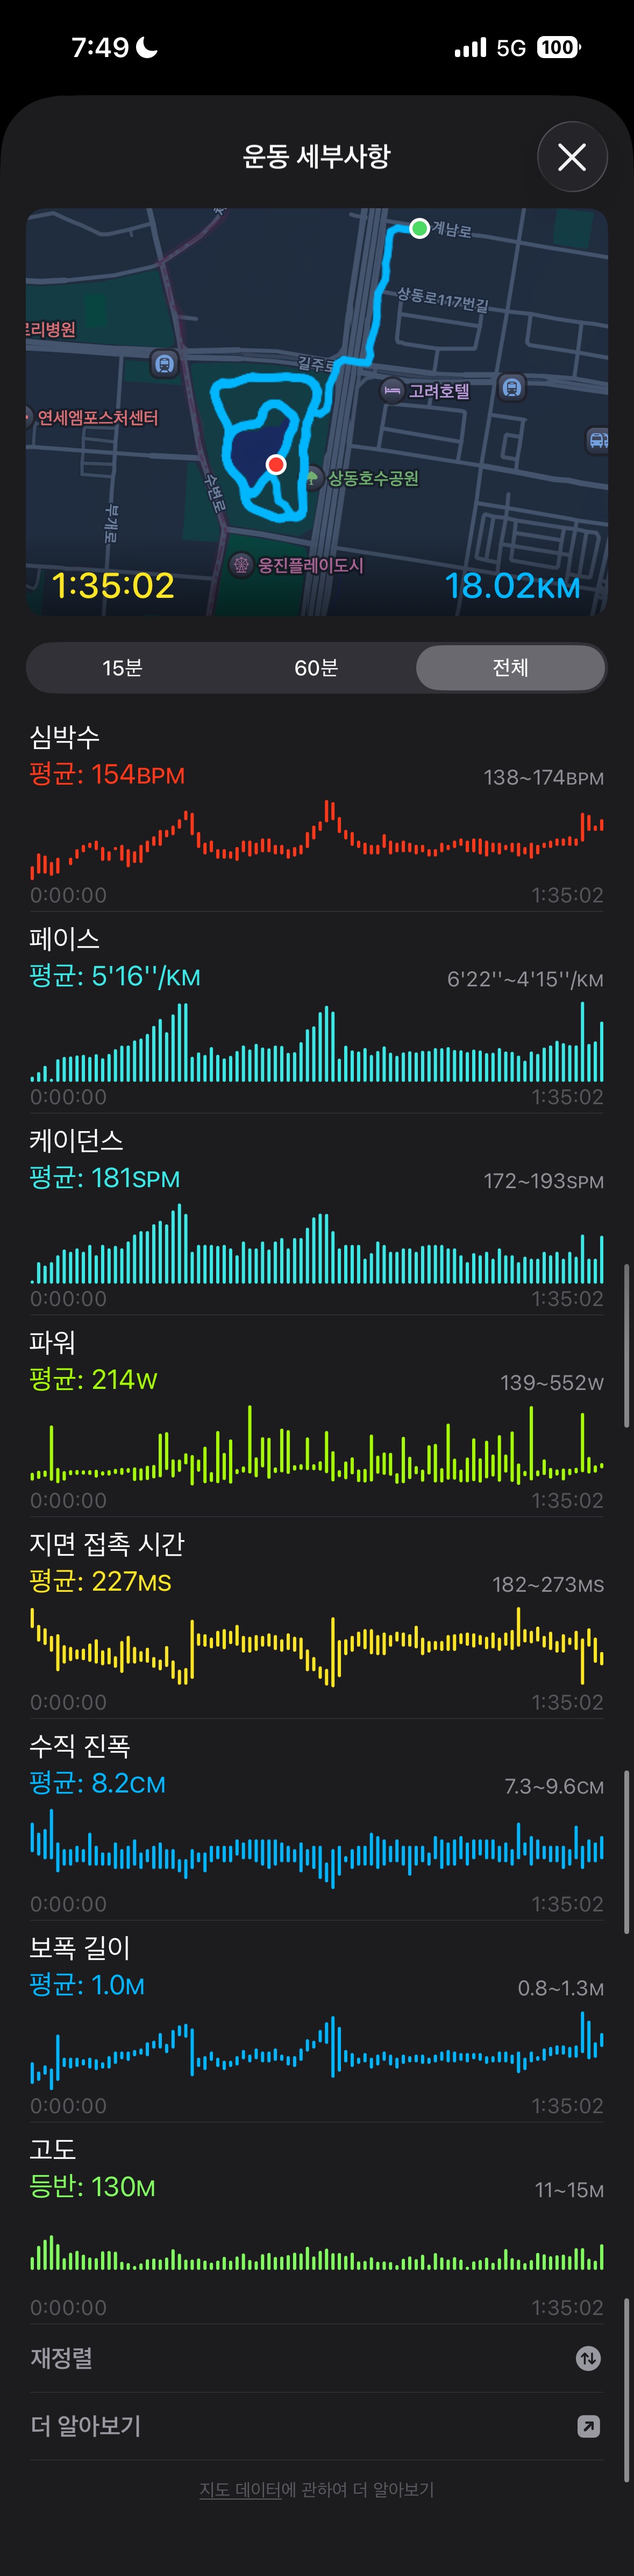 7:49
5G
100
운동 세부사항
계남로
상동로117번길
르리병원
길주로
고려호텔
연세엠포스처센터
수변로
상동호수공원
부개로
웅진플레이도시
1:35:02
18.02KM
15분
60분
전체
심박수
평균: 154BPM
138~174BPM
0:00:00
1:35:02
페이스
평균: 5'16''/KM
6'22''~4'15''/KM
0:00:00
1:35:02
케이던스
평균: 181SPM
172~193SPM
0:00:00
1:35:02
파워
평균: 214W
139~552W
0:00:00
1:35:02
지면 접촉 시간
평균: 227MS
182~273MS
0:00:00
1:35:02
수직 진폭
평균: 8.2CM
7.3~9.6CM
0:00:00
1:35:02
보폭 길이
평균: 1.0M
0.8~1.3M
0:00:00
1:35:02
고도
등반: 130M
11~15M
0:00:00
1:35:02
재정렬
더 알아보기
지도 데이터에 관하여 더 알아보기